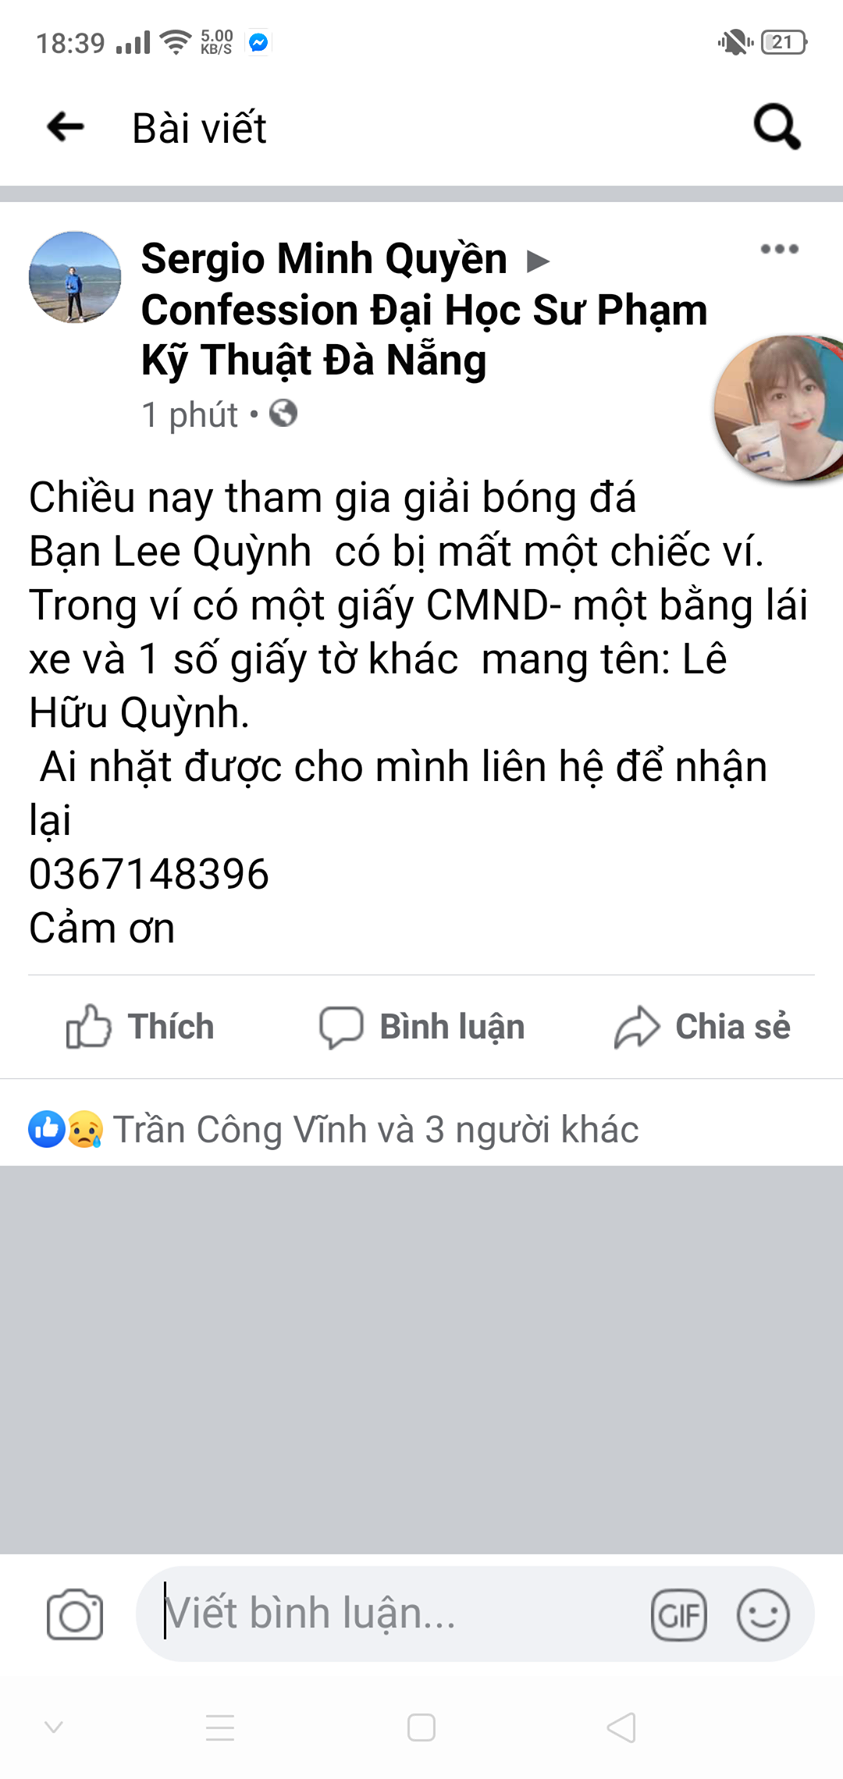 18:39 5.00 KB/S 21
Bài viết
Sergio Minh Quyền ▸
Confession Đại Học Sư Phạm
Kỹ Thuật Đà Nẵng
1 phút •
Chiều nay tham gia giải bóng đá
Bạn Lee Quỳnh  có bị mất một chiếc ví.
Trong ví có một giấy CMND- một bằng lái
xe và 1 số giấy tờ khác  mang tên: Lê
Hữu Quỳnh.
Ai nhặt được cho mình liên hệ để nhận
lại
0367148396
Cảm ơn
Thích Bình luận Chia sẻ
Trần Công Vĩnh và 3 người khác
Viết bình luận... GIF